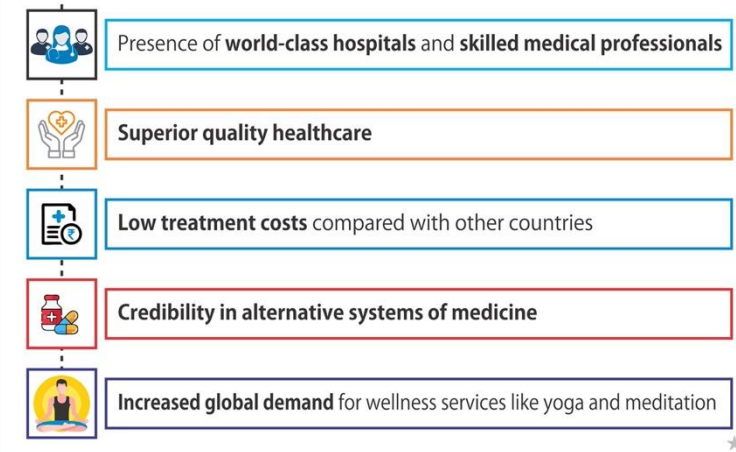 Presence of world-class hospitals and skilled medical professionals
Superior quality healthcare
₹
Low treatment costs compared with other countries
Credibility in alternative systems of medicine
Increased global demand for wellness services like yoga and meditation